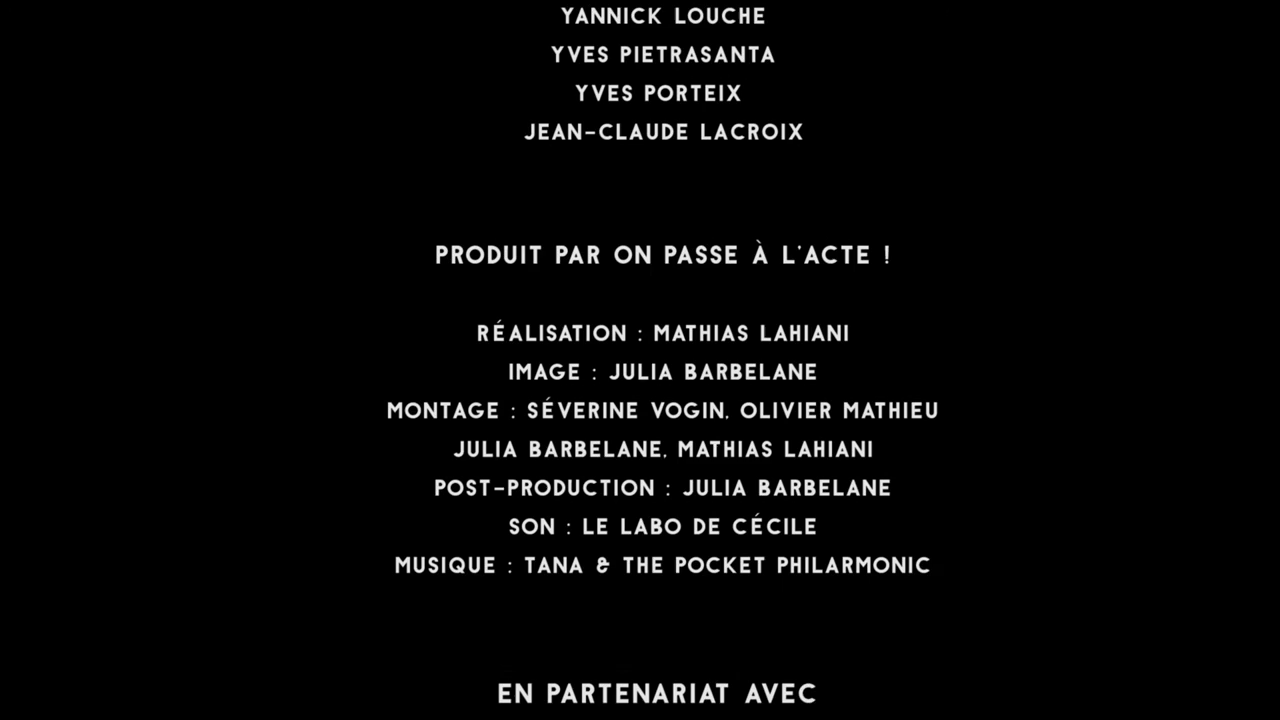 YANNICK LOUCHE
YVES PIETRASANTA
YVES PORTEIX
JEAN-CLAUDE LACROIX
PRODUIT PAR ON PASSE À L'ACTE !
RÉALISATION : MATHIAS LAHIANI
IMAGE : JULIA BARBELANE
MONTAGE : SÉVERINE VOGIN, OLIVIER MATHIEU
JULIA BARBELANE, MATHIAS LAHIANI
POST-PRODUCTION : JULIA BARBELANE
SON : LE LABO DE CÉCILE
MUSIQUE : TANA & THE POCKET PHILARMONIC
EN PARTENARIAT AVEC